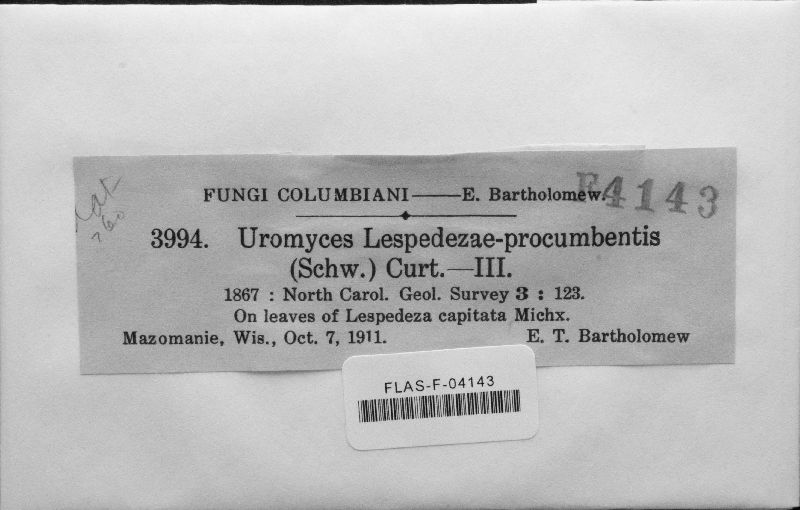 FUNGI COLUMBIANI—E. Bartholomew.
F4143
3994. Uromyces Lespedezae-procumbentis
(Schw.) Curt.—III.
1867 : North Carol. Geol. Survey 3 : 123.
On leaves of Lespedeza capitata Michx.
Mazomanie, Wis., Oct. 7, 1911. E. T. Bartholomew
FLAS-F-04143